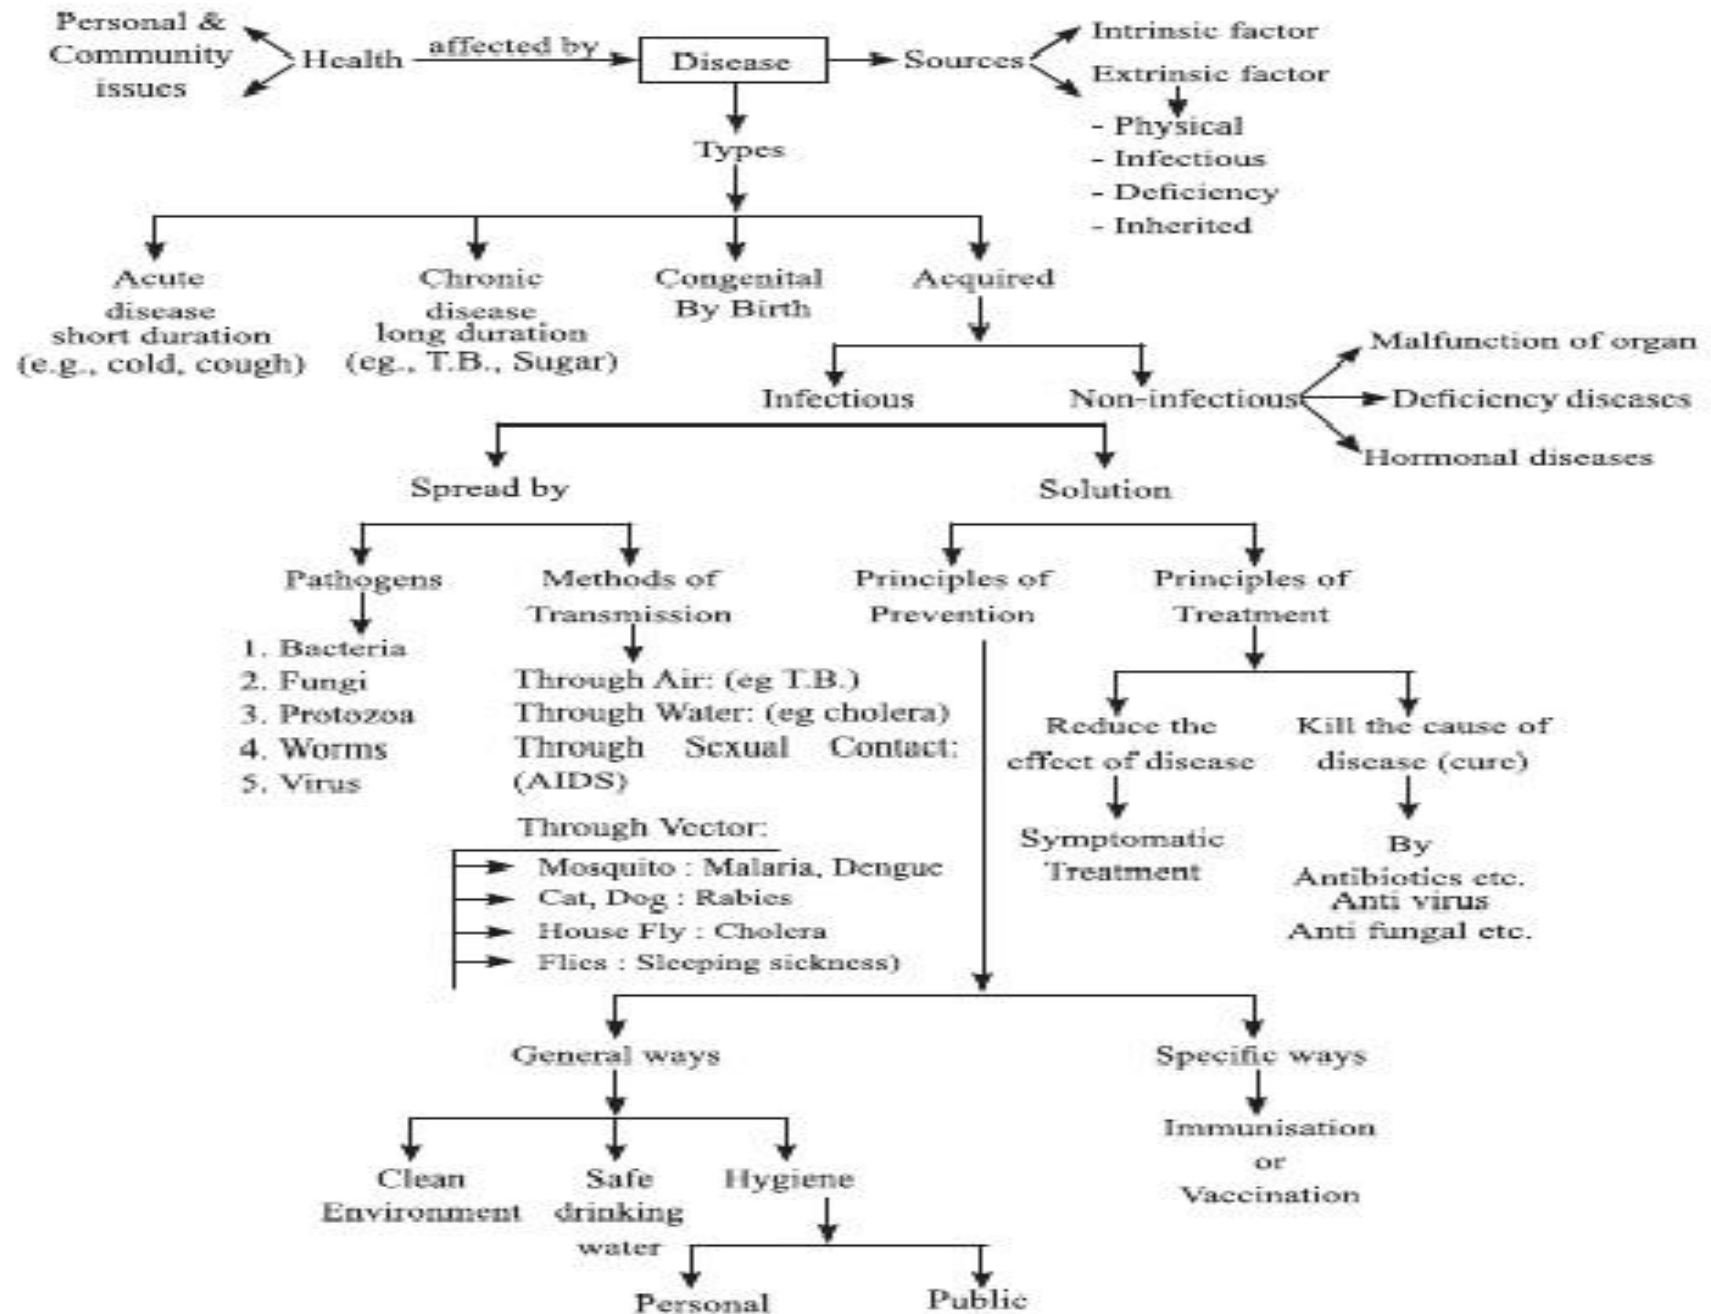 Personal &
Community
issues
Health
affected by
Disease
Sources
Intrinsic factor
Extrinsic factor
- Physical
- Infectious
- Deficiency
- Inherited
Types
Acute
disease
short duration
(e.g., cold, cough)
Chronic
disease
long duration
(eg., T.B., Sugar)
Congenital
By Birth
Acquired
Infectious
Non-infectious
Malfunction of organ
Deficiency diseases
Hormonal diseases
Spread by
Solution
Pathogens
1. Bacteria
2. Fungi
3. Protozoa
4. Worms
5. Virus
Methods of
Transmission
Through Air: (eg T.B.)
Through Water: (eg cholera)
Through Sexual Contact:
(AIDS)
Through Vector:
Mosquito : Malaria, Dengue
Cat, Dog : Rabies
House Fly : Cholera
Flies : Sleeping sickness)
Principles of
Prevention
Principles of
Treatment
Reduce the
effect of disease
Symptomatic
Treatment
Kill the cause of
disease (cure)
By
Antibiotics etc.
Anti virus
Anti fungal etc.
General ways
Specific ways
Clean
Environment
Safe
drinking
water
Hygiene
Personal
Public
Immunisation
or
Vaccination